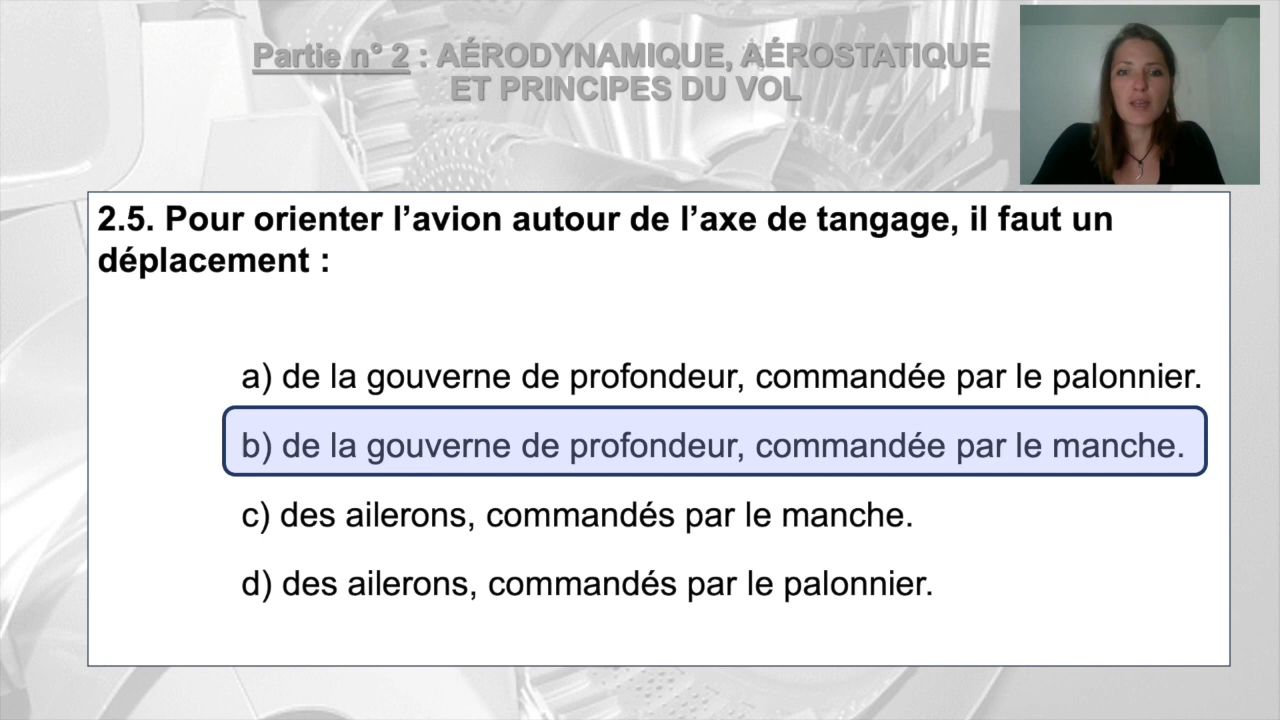 Partie n° 2 : AÉRODYNAMIQUE, AÉROSTATIQUE
ET PRINCIPES DU VOL
2.5. Pour orienter l’avion autour de l’axe de tangage, il faut un
déplacement :
a) de la gouverne de profondeur, commandée par le palonnier.
b) de la gouverne de profondeur, commandée par le manche.
c) des ailerons, commandés par le manche.
d) des ailerons, commandés par le palonnier.